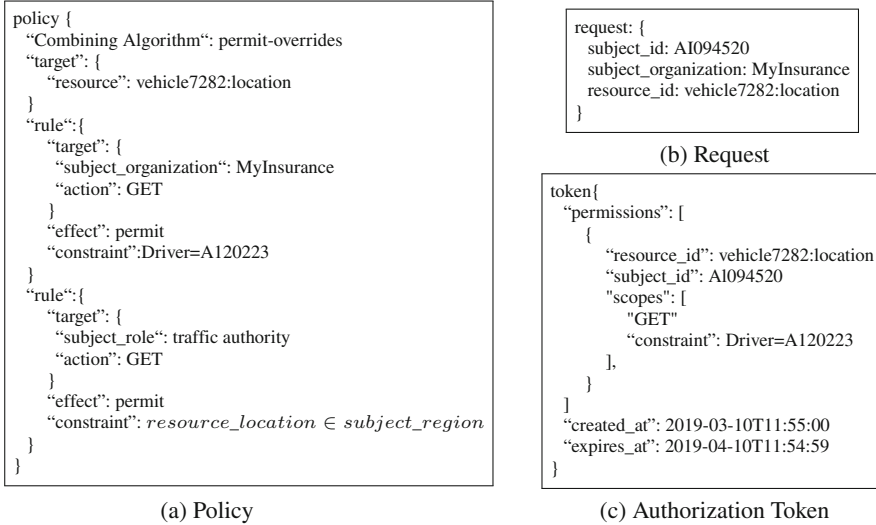 policy {
“Combining Algorithm“: permit-overrides
“target”: {
“resource”: vehicle7282:location
}
“rule“:{
“target”: {
“subject_organization“: MyInsurance
“action”: GET
}
“effect”: permit
“constraint”:Driver=A120223
}
“rule“:{
“target”: {
“subject_role“: traffic authority
“action”: GET
}
“effect”: permit
“constraint”: resource_location ∈ subject_region
}
}
(a) Policy
request: {
subject_id: AI094520
subject_organization: MyInsurance
resource_id: vehicle7282:location
}
(b) Request
token{
“permissions”: [
{
“resource_id”: vehicle7282:location
“subject_id”: Al094520
"scopes": [
"GET"
“constraint”: Driver=A120223
],
}
]
“created_at”: 2019-03-10T11:55:00
“expires_at”: 2019-04-10T11:54:59
}
(c) Authorization Token